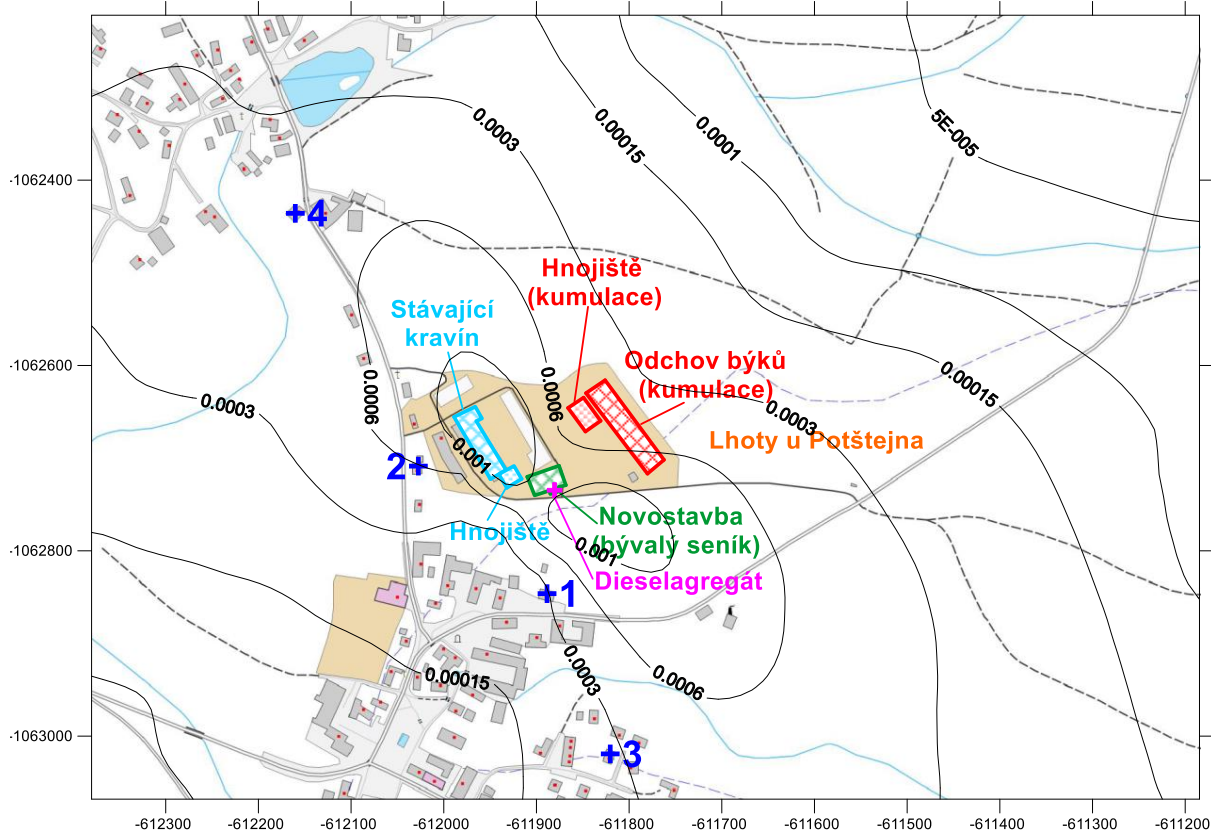 0.0003
0.00015
0.0001
5E-005
-1062400
4
Hnojiště
(kumulace)
Stávající
kravín
Odchov býků
(kumulace)
-1062600
0.0003
0.0006
0.0006
0.00015
0.0003
Lhoty u Potštejna
0.001
2
Hnojiště
Novostavba
(bývalý seník)
0.001
Dieselagregát
-1062800
1
0.00015
0.0003
0.0006
-1063000
3
-612300
-612200
-612100
-612000
-611900
-611800
-611700
-611600
-611500
-611400
-611300
-611200